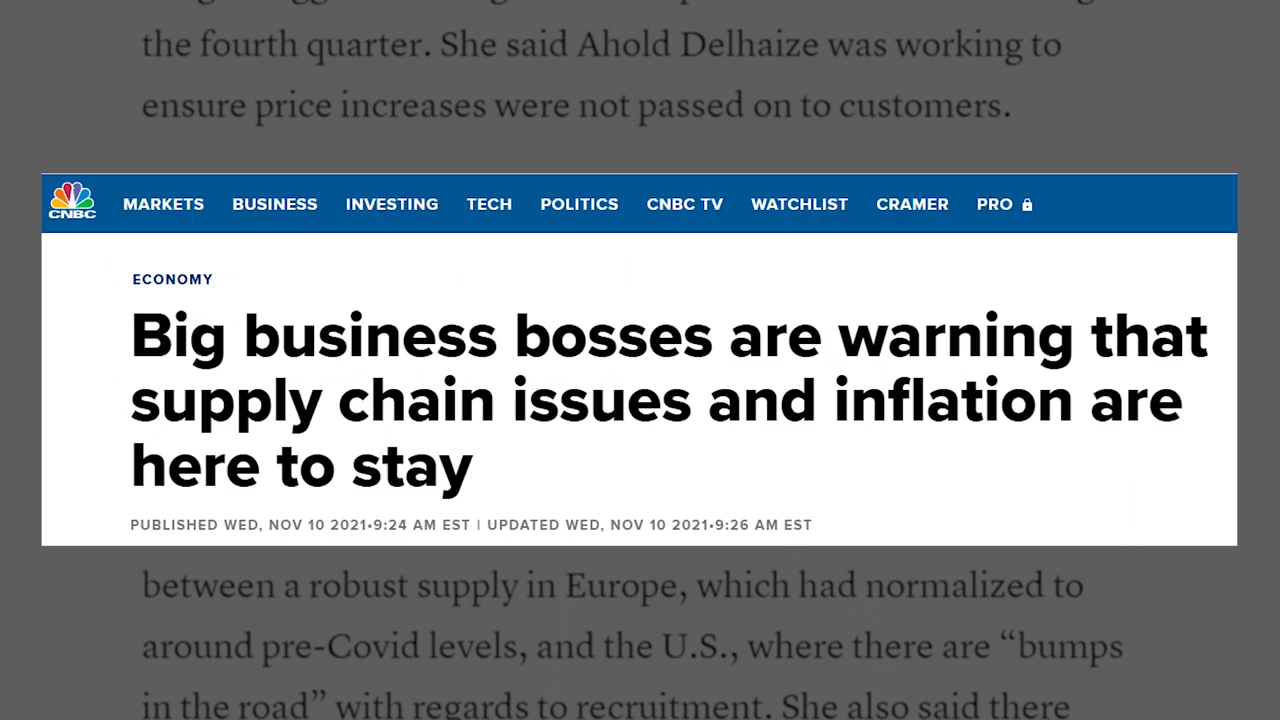 the fourth quarter. She said Ahold Delhaize was working to
ensure price increases were not passed on to customers.
CNBC MARKETS BUSINESS INVESTING TECH POLITICS CNBC TV WATCHLIST CRAMER PRO
ECONOMY
Big business bosses are warning that
supply chain issues and inflation are
here to stay
PUBLISHED WED, NOV 10 2021•9:24 AM EST | UPDATED WED, NOV 10 2021•9:26 AM EST
between a robust supply in Europe, which had normalized to
around pre-Covid levels, and the U.S., where there are “bumps
in the road” with regards to recruitment. She also said there